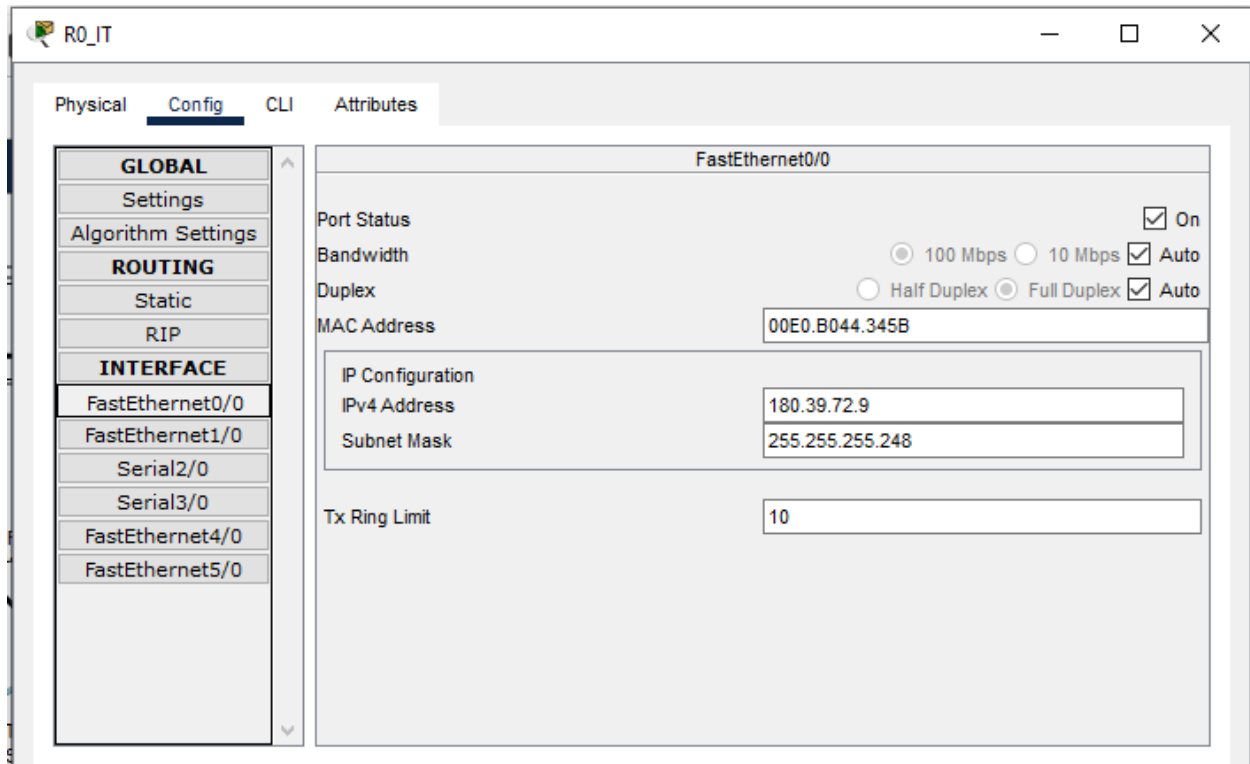 R0_IT
Physical Config CLI Attributes
GLOBAL
Settings
Algorithm Settings
ROUTING
Static
RIP
INTERFACE
FastEthernet0/0
FastEthernet1/0
Serial2/0
Serial3/0
FastEthernet4/0
FastEthernet5/0
FastEthernet0/0
Port Status On
Bandwidth 100 Mbps 10 Mbps Auto
Duplex Half Duplex Full Duplex Auto
MAC Address 00E0.B044.345B
IP Configuration
IPv4 Address 180.39.72.9
Subnet Mask 255.255.255.248
Tx Ring Limit 10